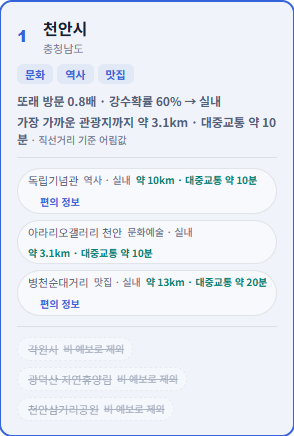 1 천안시
충청남도
문화 역사 맛집
또래 방문 0.8배 · 강수확률 60% → 실내
가장 가까운 관광지까지 약 3.1km · 대중교통 약 10
분 · 직선거리 기준 어림값
독립기념관 역사 · 실내 약 10km · 대중교통 약 10분
편의 정보
아라리오갤러리 천안 문화예술 · 실내
약 3.1km · 대중교통 약 10분
병천순대거리 맛집 · 실내 약 13km · 대중교통 약 20분
편의 정보
각원사 비 예보로 제외
광덕산 자연휴양림 비 예보로 제외
천안삼거리공원 비 예보로 제외